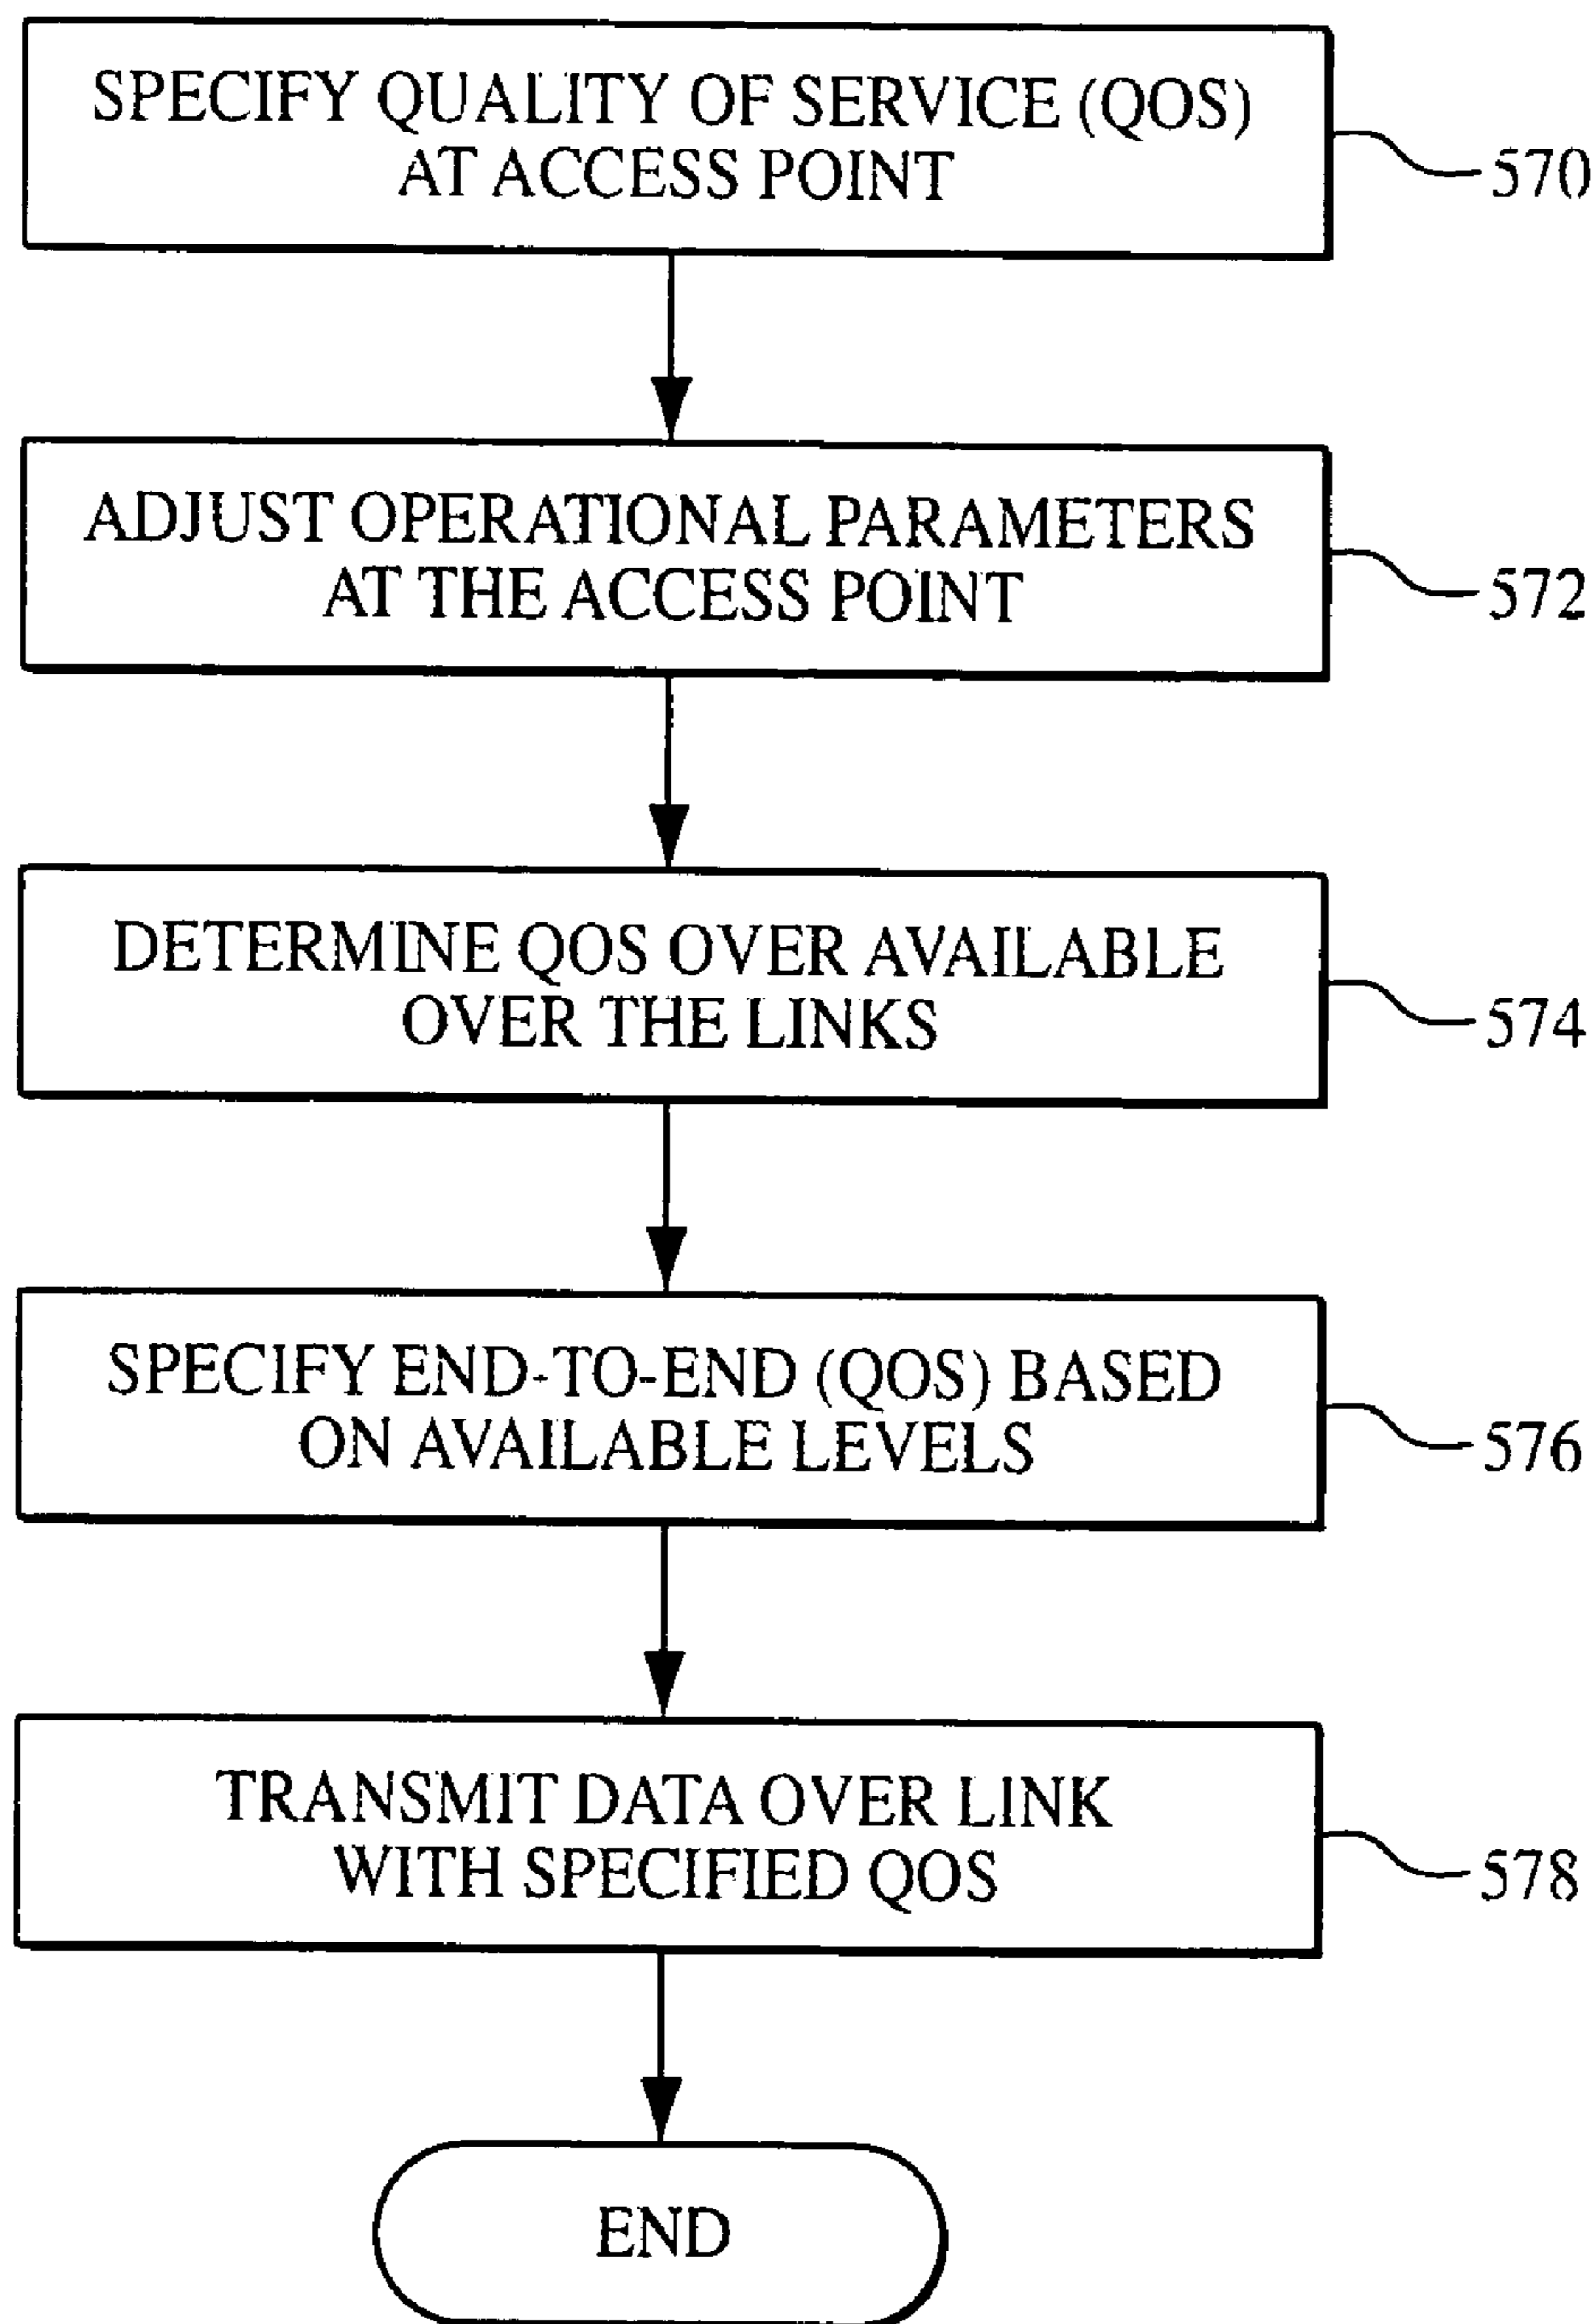 SPECIFY QUALITY OF SERVICE (QOS)
AT ACCESS POINT
570
ADJUST OPERATIONAL PARAMETERS
AT THE ACCESS POINT
572
DETERMINE QOS OVER AVAILABLE
OVER THE LINKS
574
SPECIFY END-TO-END (QOS) BASED
ON AVAILABLE LEVELS
576
TRANSMIT DATA OVER LINK
WITH SPECIFIED QOS
578
END